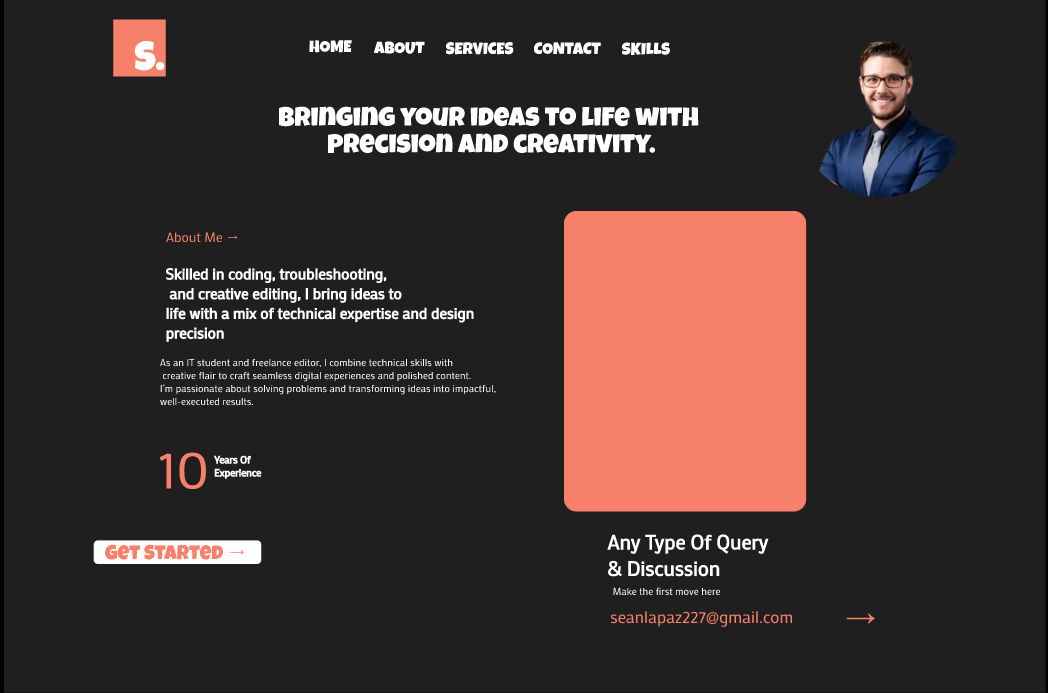 S.
HOME ABOUT SERVICES CONTACT SKILLS
BRINGING YOUR IDEAS TO LIFE WITH
PRECISION AND CREATIVITY.
About Me →
Skilled in coding, troubleshooting,
and creative editing, I bring ideas to
life with a mix of technical expertise and design
precision
As an IT student and freelance editor, I combine technical skills with
creative flair to craft seamless digital experiences and polished content.
I'm passionate about solving problems and transforming ideas into impactful,
well-executed results.
10 Years Of
Experience
GET STARTED →
Any Type Of Query
& Discussion
Make the first move here
seanlapaz227@gmail.com →